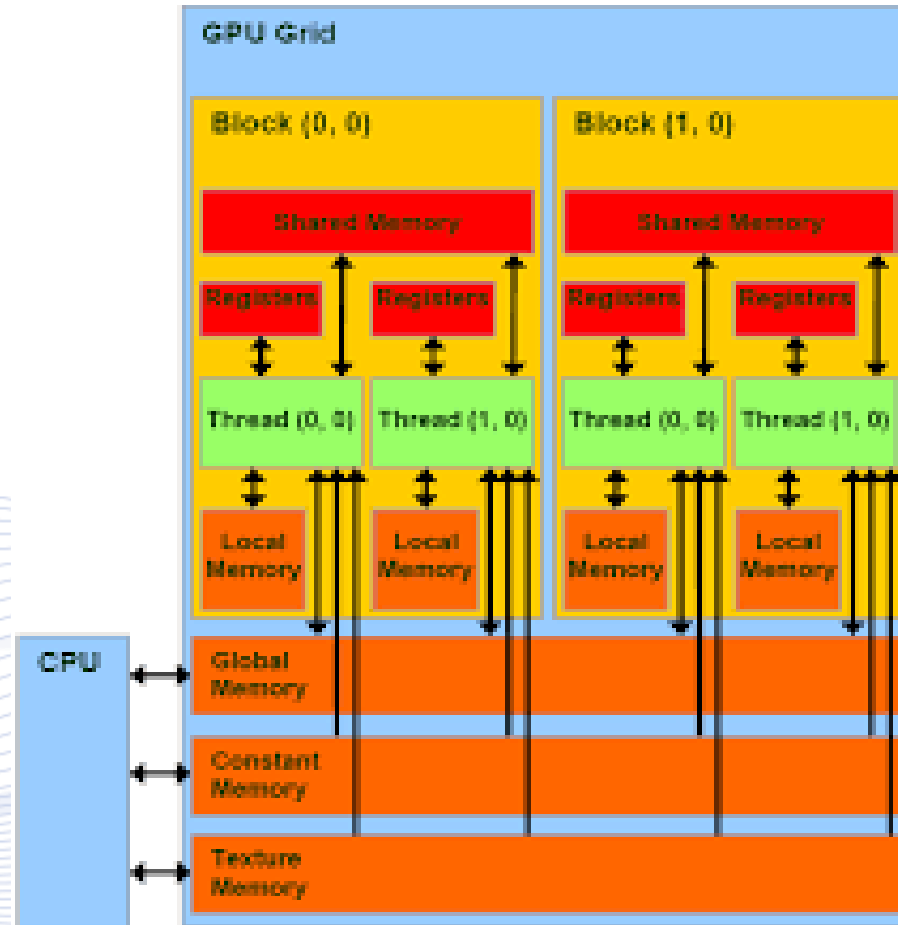 GPU Grid
Block (0, 0)
Block (1, 0)
Shared Memory
Shared Memory
Registers
Registers
Registers
Registers
Thread (0, 0)
Thread (1, 0)
Thread (0, 0)
Thread (1, 0)
Local
Memory
Local
Memory
Local
Memory
Local
Memory
CPU
Global
Memory
Constant
Memory
Texture
Memory